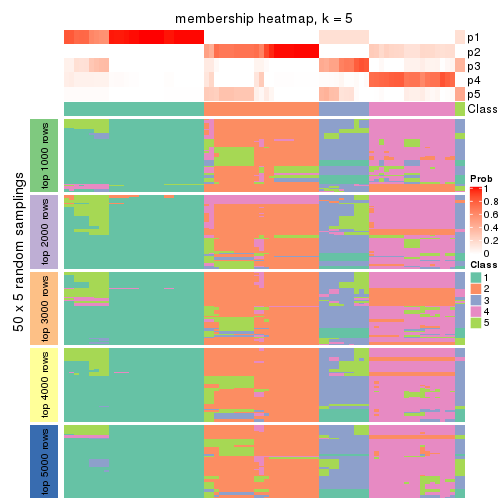 membership heatmap, k = 5
p1
p2
p3
p4
p5
Class
50 x 5 random samplings
top 1000 rows
top 2000 rows
top 3000 rows
top 4000 rows
top 5000 rows
Prob
1
0.8
0.6
0.4
0.2
0
Class
1
2
3
4
5